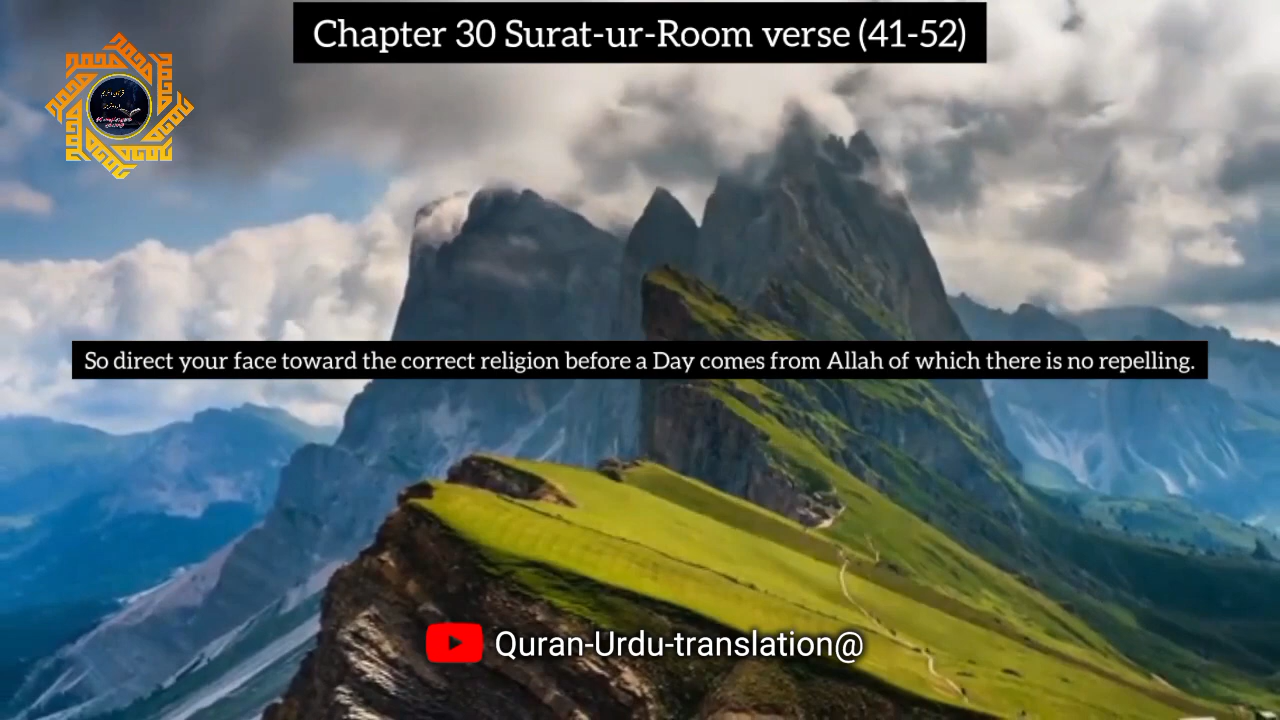 Chapter 30 Surat-ur-Room verse (41-52)
So direct your face toward the correct religion before a Day comes from Allah of which there is no repelling.
Quran-Urdu-translation@